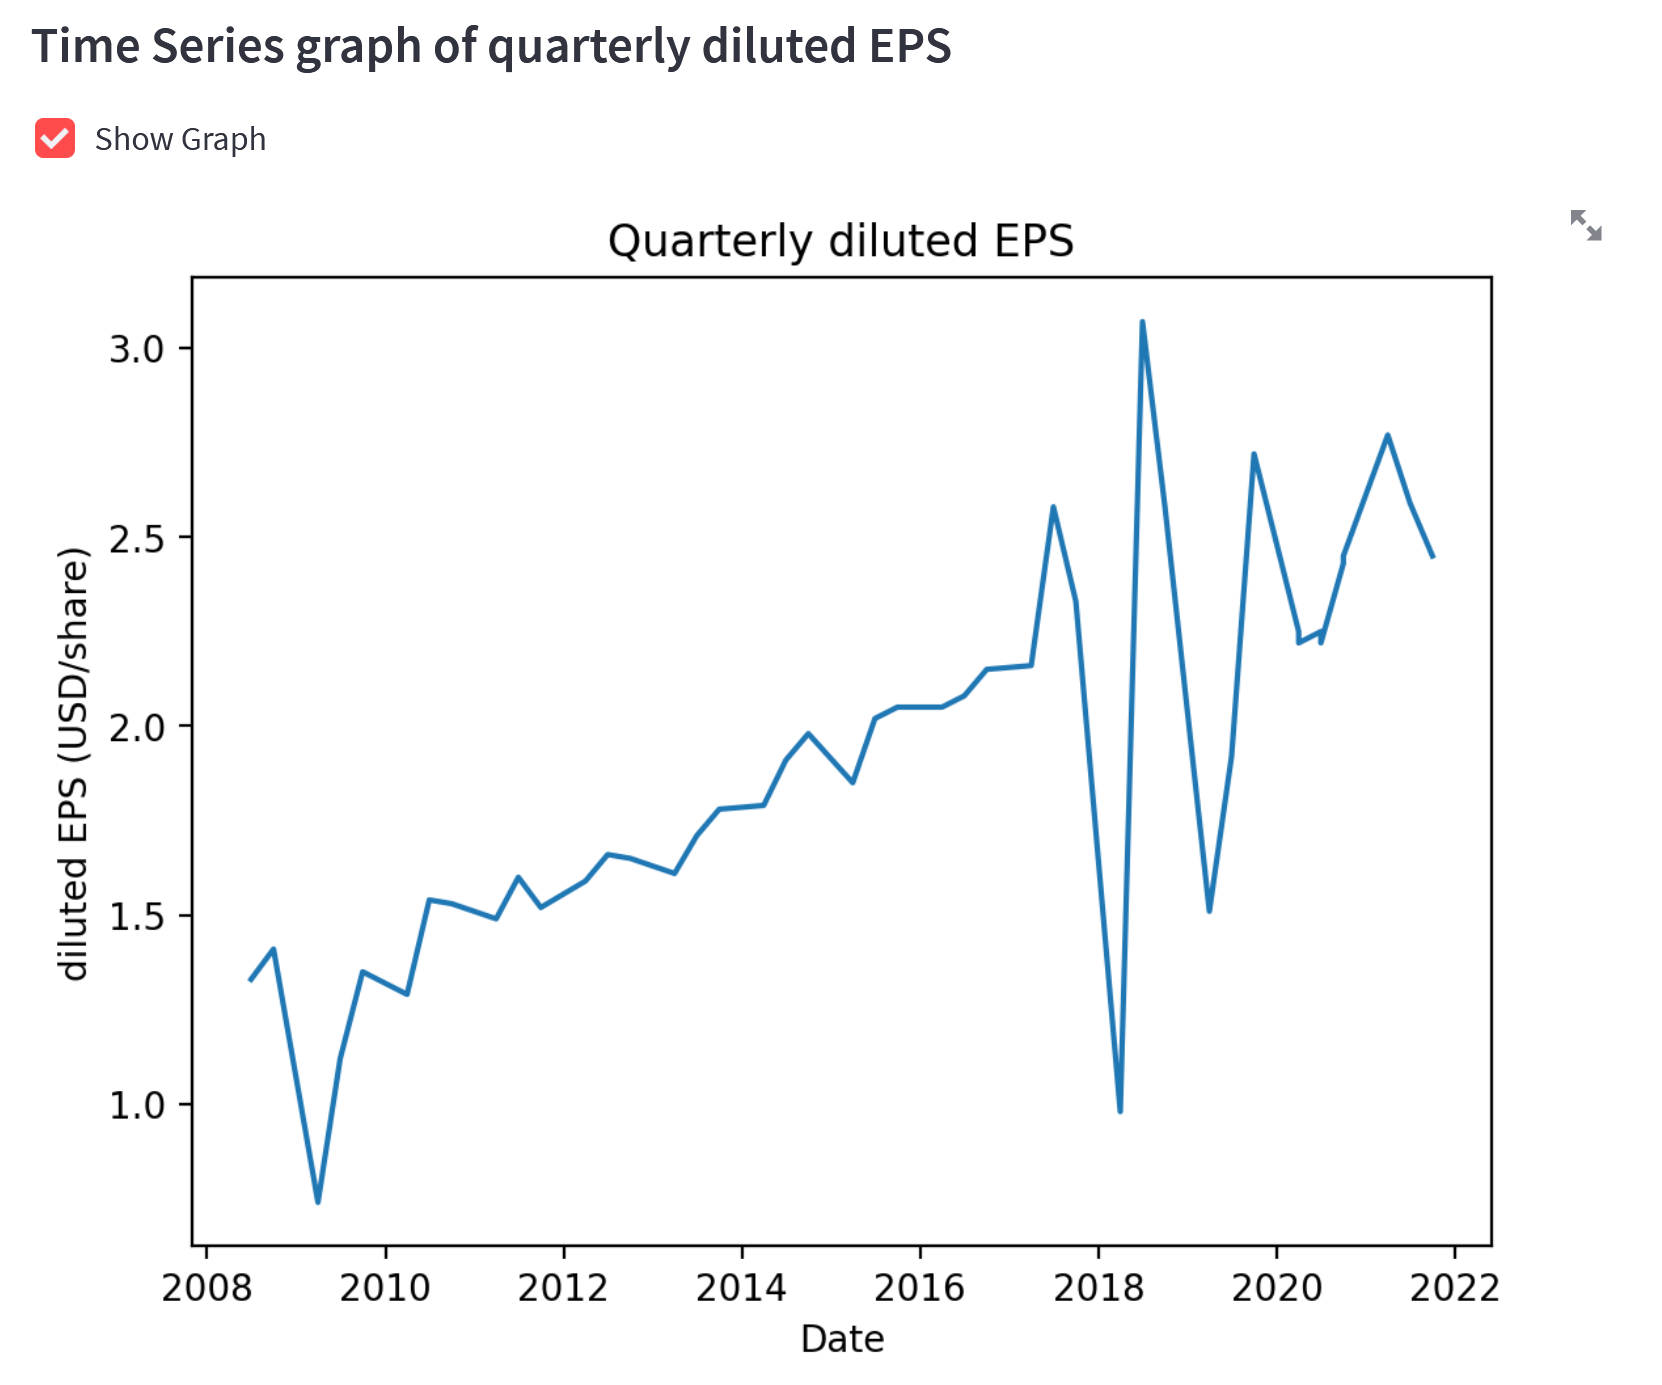 Time Series graph of quarterly diluted EPS
Show Graph
Quarterly diluted EPS
3.0
2.5
2.0
1.5
1.0
diluted EPS (USD/share)
2008 2010 2012 2014 2016 2018 2020 2022
Date